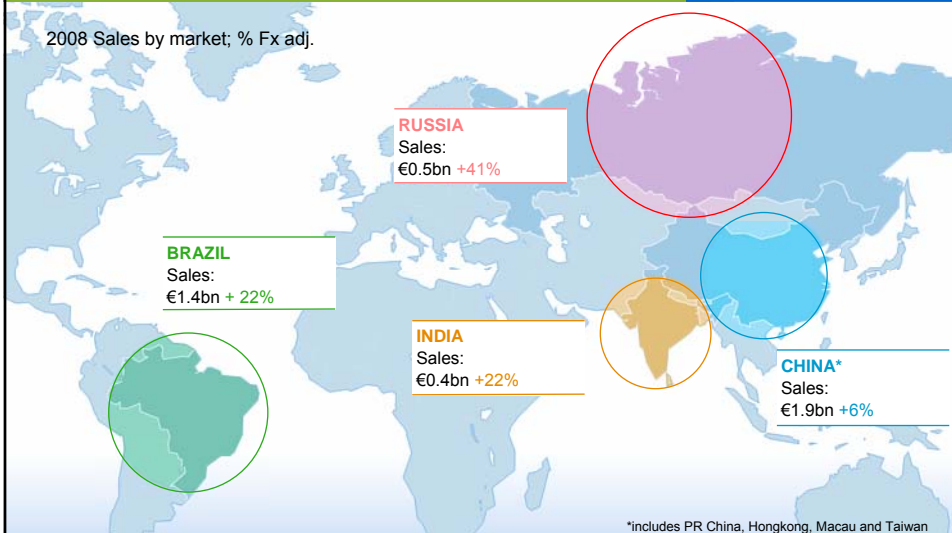 2008 Sales by market; % Fx adj.
RUSSIA
Sales:
€0.5bn +41%
BRAZIL
Sales:
€1.4bn + 22%
INDIA
Sales:
€0.4bn +22%
CHINA*
Sales:
€1.9bn +6%
*includes PR China, Hongkong, Macau and Taiwan